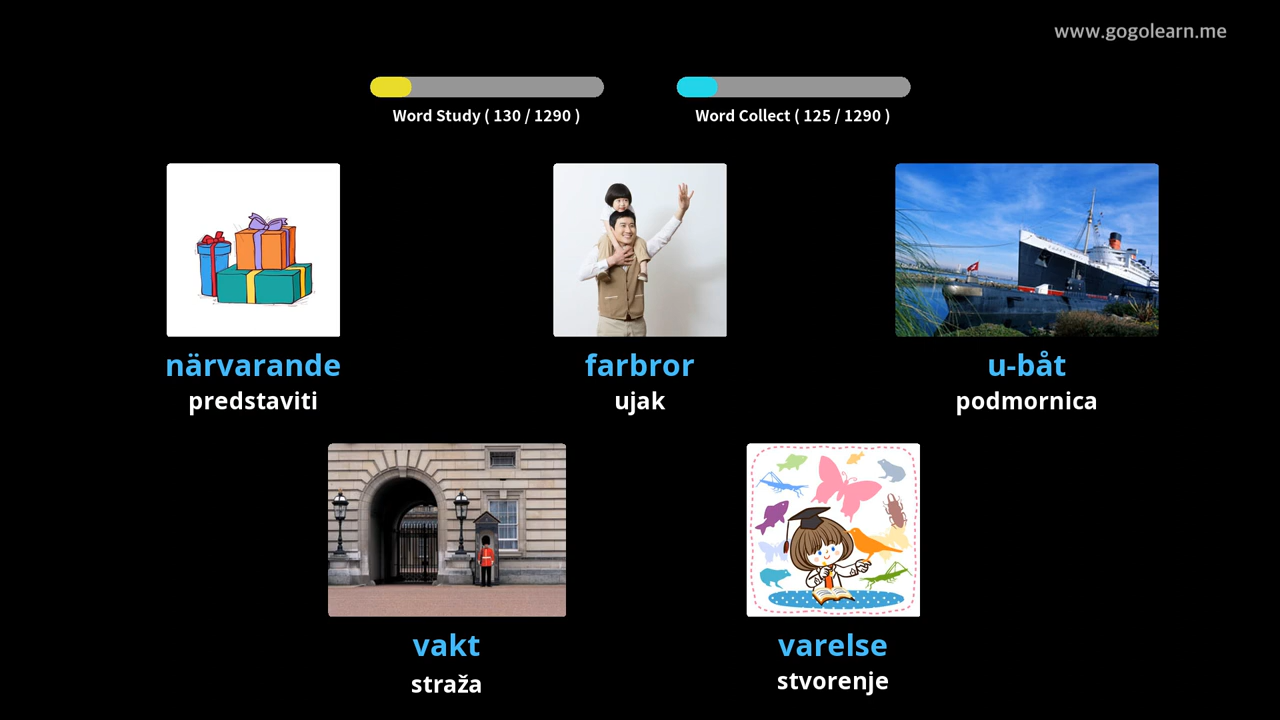 www.gogolearn.me
Word Study ( 130 / 1290 )
Word Collect ( 125 / 1290 )
närvarande
predstaviti
farbror
ujak
u-båt
podmornica
vakt
straža
varelse
stvorenje